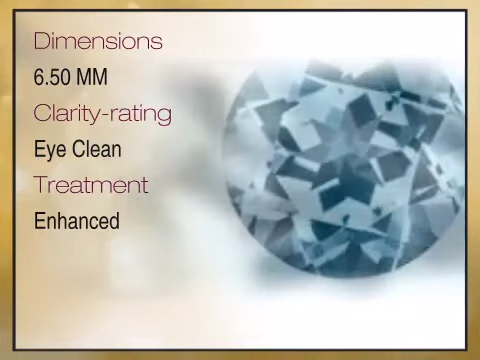 Dimensions
6.50 MM
Clarity-rating
Eye Clean
Treatment
Enhanced